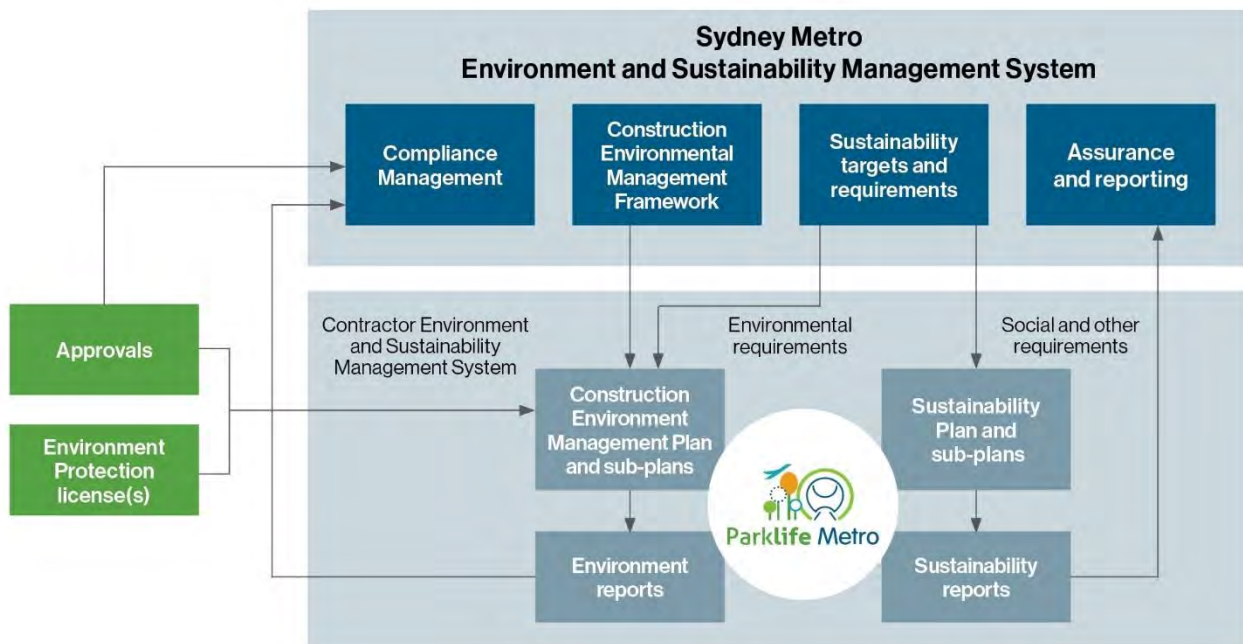 Sydney Metro
Environment and Sustainability Management System
Compliance
Management
Construction
Environmental
Management
Framework
Sustainability
targets and
requirements
Assurance
and reporting
Approvals
Environment
Protection
license(s)
Contractor Environment
and Sustainability
Management System
Environmental
requirements
Social and other
requirements
Construction
Environment
Management Plan
and sub-plans
Sustainability
Plan and
sub-plans
Parklife Metro
Environment
reports
Sustainability
reports